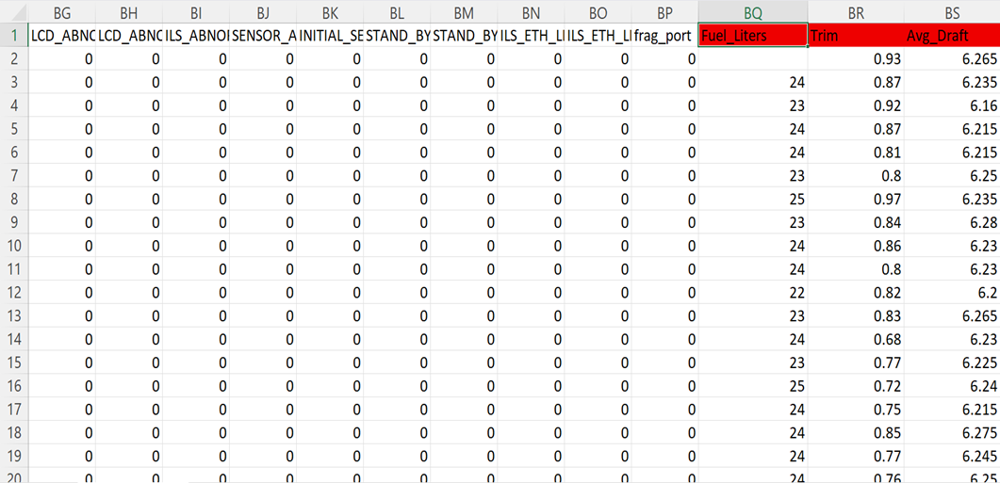 BG BH BI BJ BK BL BM BN BO BP BQ BR BS
1 LCD_ABNC LCD_ABNC ILS_ABNOI SENSOR_A INITIAL_SE STAND_BY STAND_BY ILS_ETH_LI ILS_ETH_LI frag_port Fuel_Liters Trim Avg_Draft
2 0 0 0 0 0 0 0 0 0 0 0.93 6.265
3 0 0 0 0 0 0 0 0 0 0 24 0.87 6.235
4 0 0 0 0 0 0 0 0 0 0 23 0.92 6.16
5 0 0 0 0 0 0 0 0 0 0 24 0.87 6.215
6 0 0 0 0 0 0 0 0 0 0 24 0.81 6.215
7 0 0 0 0 0 0 0 0 0 0 23 0.8 6.25
8 0 0 0 0 0 0 0 0 0 0 25 0.97 6.235
9 0 0 0 0 0 0 0 0 0 0 23 0.84 6.28
10 0 0 0 0 0 0 0 0 0 0 24 0.86 6.23
11 0 0 0 0 0 0 0 0 0 0 24 0.8 6.23
12 0 0 0 0 0 0 0 0 0 0 22 0.82 6.2
13 0 0 0 0 0 0 0 0 0 0 23 0.83 6.265
14 0 0 0 0 0 0 0 0 0 0 24 0.68 6.23
15 0 0 0 0 0 0 0 0 0 0 23 0.77 6.225
16 0 0 0 0 0 0 0 0 0 0 25 0.72 6.24
17 0 0 0 0 0 0 0 0 0 0 24 0.75 6.215
18 0 0 0 0 0 0 0 0 0 0 24 0.85 6.275
19 0 0 0 0 0 0 0 0 0 0 24 0.77 6.245
20 0 0 0 0 0 0 0 0 0 0 24 0.76 6.25